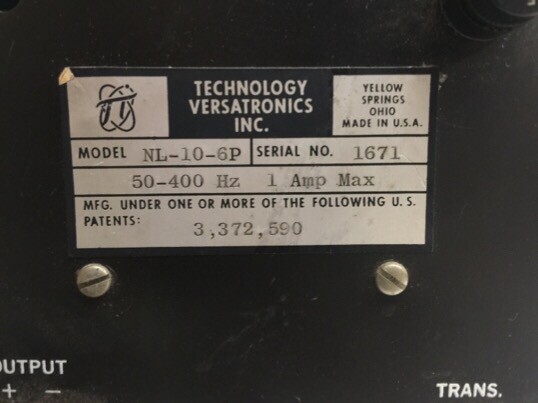 TECHNOLOGY
VERSATRONICS
INC.
YELLOW
SPRINGS
OHIO
MADE IN U.S.A.
MODEL NL-10-6P SERIAL NO. 1671
50-400 Hz 1 Amp Max
MFG. UNDER ONE OR MORE OF THE FOLLOWING U. S.
PATENTS: 3,372,590
OUTPUT
+ −
TRANS.